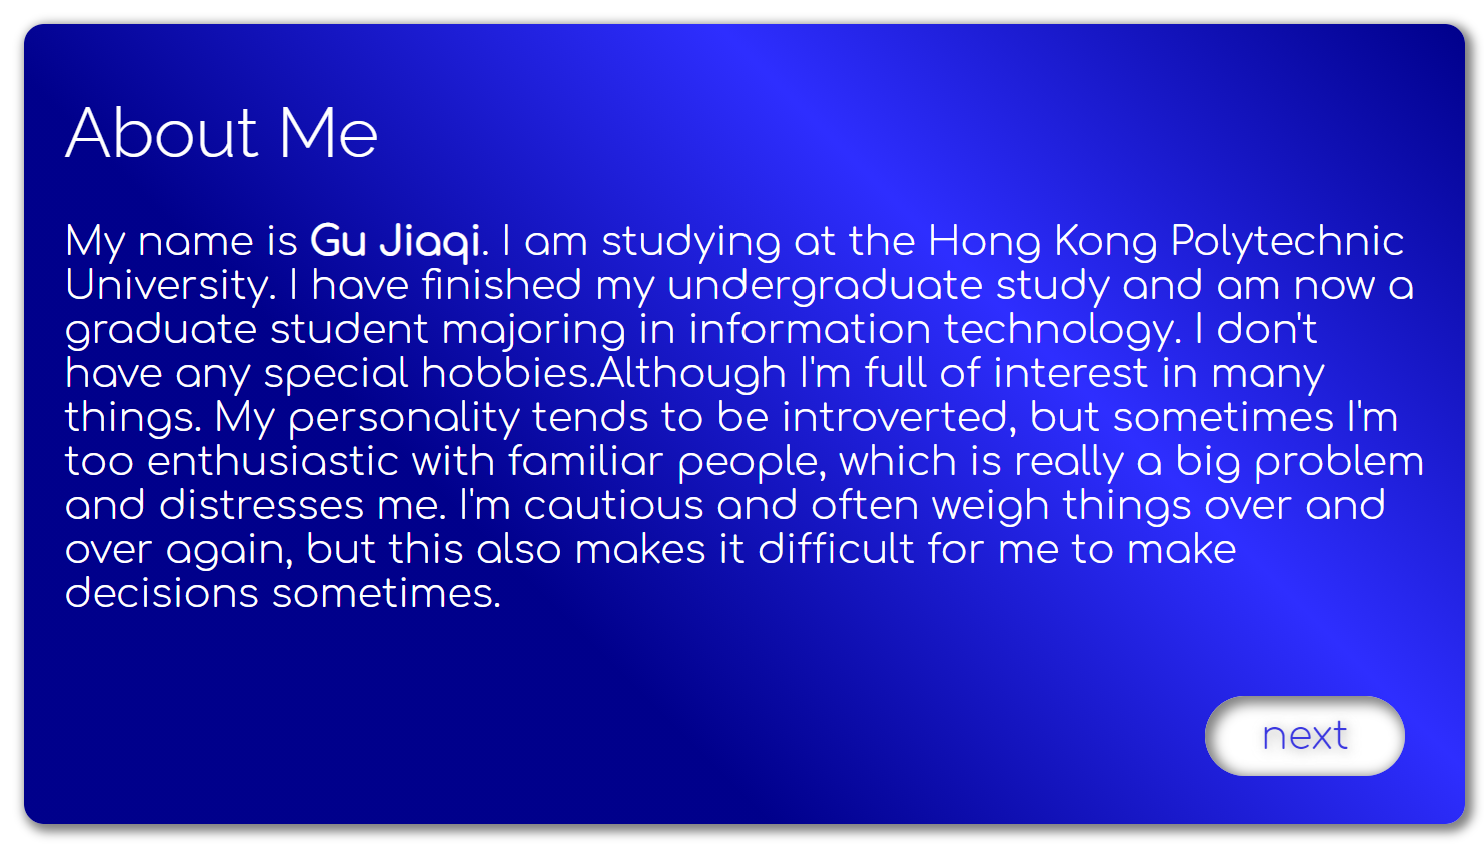 About Me
My name is Gu Jiaqi. I am studying at the Hong Kong Polytechnic
University. I have finished my undergraduate study and am now a
graduate student majoring in information technology. I don't
have any special hobbies.Although I'm full of interest in many
things. My personality tends to be introverted, but sometimes I'm
too enthusiastic with familiar people, which is really a big problem
and distresses me. I'm cautious and often weigh things over and
over again, but this also makes it difficult for me to make
decisions sometimes.
next